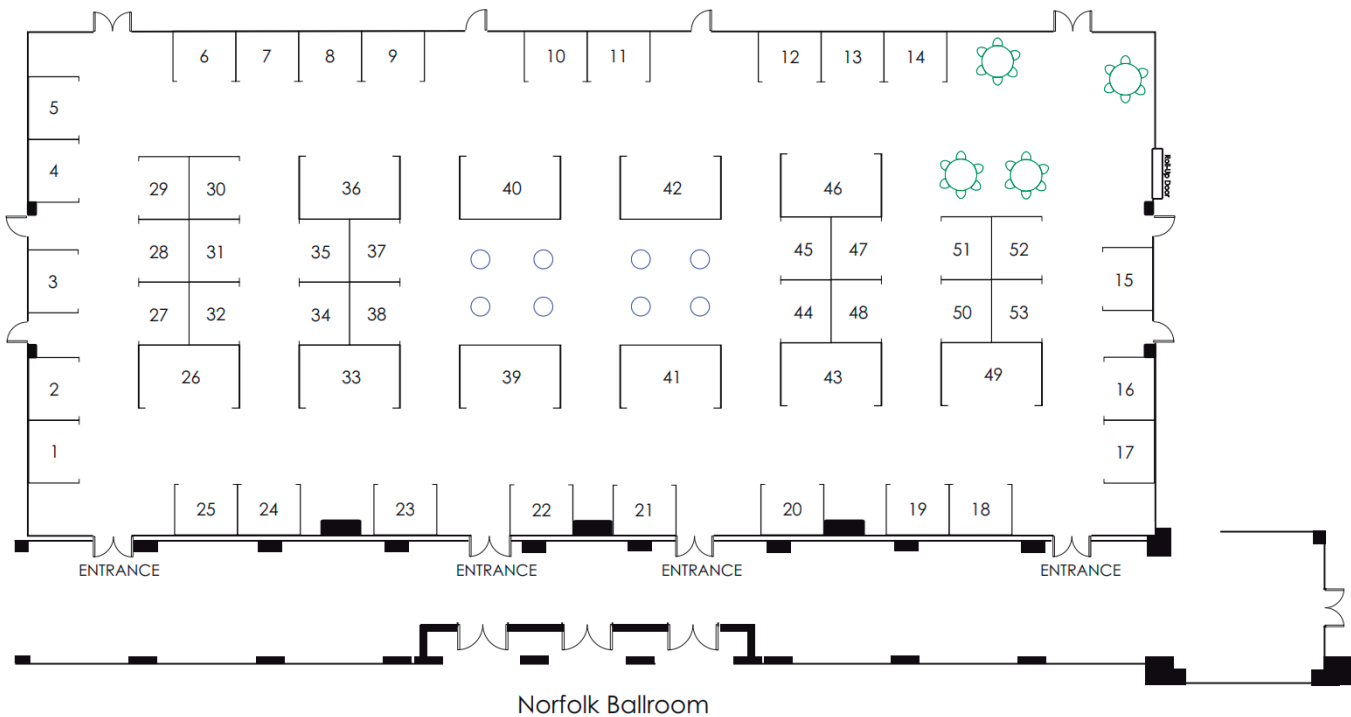 6 7 8 9 10 11 12 13 14
5
4
29 30 36 40 42 46
Roll-Up Door
28 31 35 37 45 47 51 52
3 15
27 32 34 38 44 48 50 53
26 33 39 41 43 49
2 16
1 17
25 24 23 22 21 20 19 18
ENTRANCE ENTRANCE ENTRANCE ENTRANCE
Norfolk Ballroom